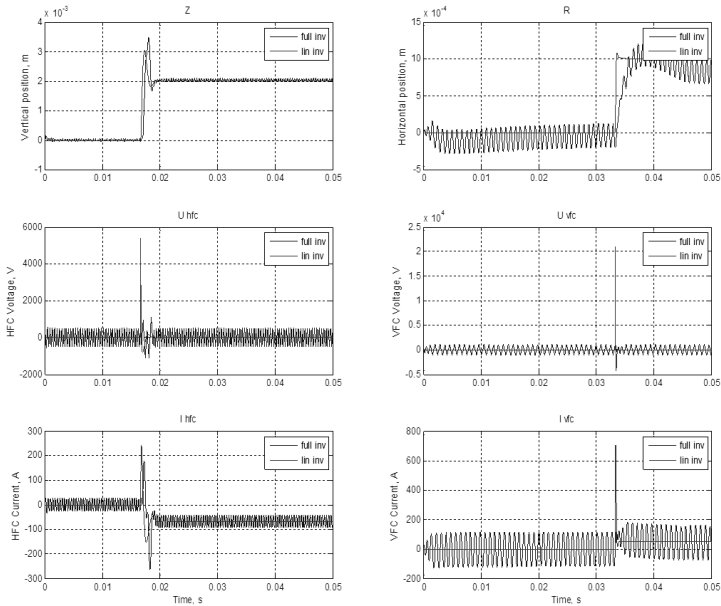 Z
x 10⁻³
4
3
2
1
0
-1
Vertical position, m
0
0.01
0.02
0.03
0.04
0.05
full inv
lin inv
R
x 10⁻⁴
15
10
5
0
-5
Horizontal position, m
0
0.01
0.02
0.03
0.04
0.05
full inv
lin inv
U hfc
6000
4000
2000
0
-2000
HFC Voltage, V
0
0.01
0.02
0.03
0.04
0.05
full inv
lin inv
U vfc
x 10⁴
2.5
2
1.5
1
0.5
0
-0.5
VFC Voltage, V
0
0.01
0.02
0.03
0.04
0.05
full inv
lin inv
I hfc
300
200
100
0
-100
-200
-300
HFC Current, A
0
0.01
0.02
0.03
0.04
0.05
Time, s
full inv
lin inv
I vfc
800
600
400
200
0
-200
VFC Current, A
0
0.01
0.02
0.03
0.04
0.05
Time, s
full inv
lin inv